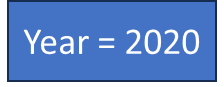 Year = 2020